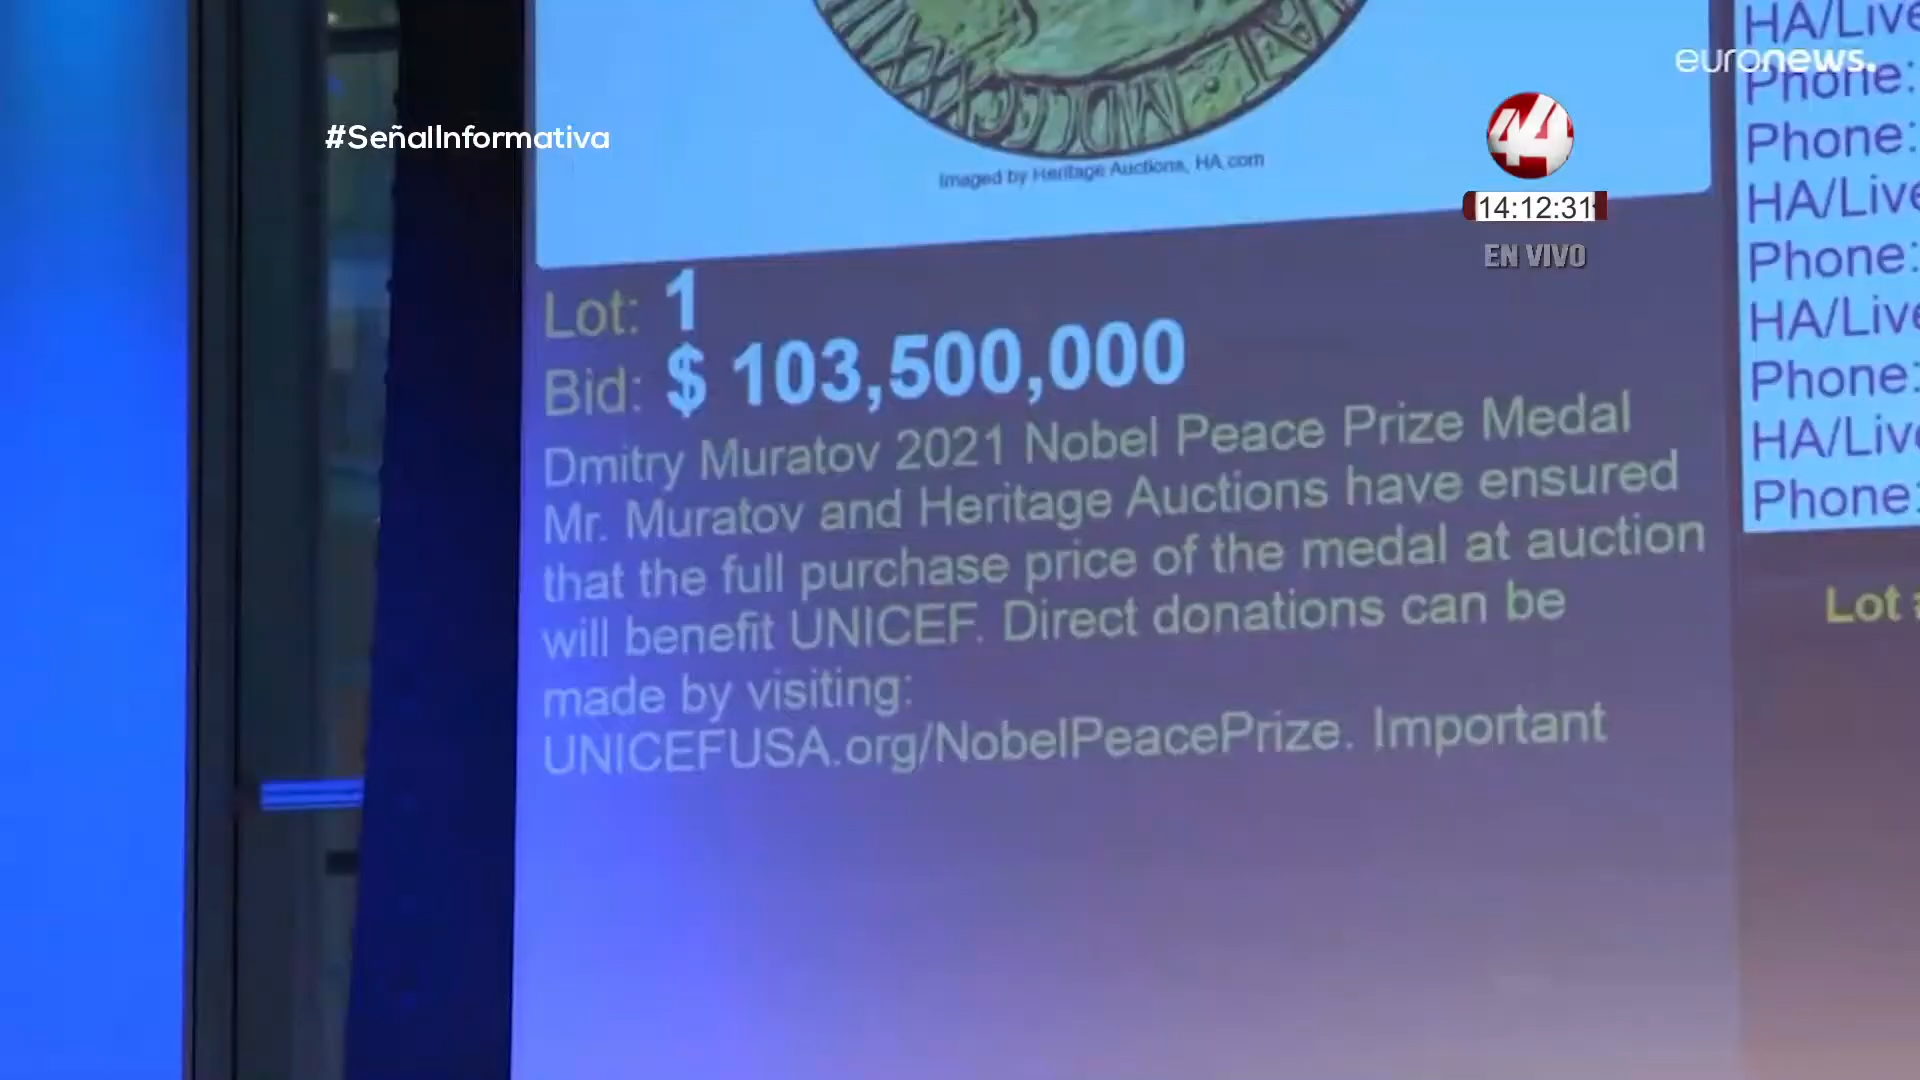 HA/Live
euronews.
Phone:
#SeñalInformativa
44
Phone:
Imaged by Heritage Auctions, HA.com
HA/Live
14:12:31
EN VIVO
Phone:
Lot: 1
HA/Live
Bid: $ 103,500,000
Phone:
Dmitry Muratov 2021 Nobel Peace Prize Medal
HA/Live
Mr. Muratov and Heritage Auctions have ensured
Phone:
that the full purchase price of the medal at auction
will benefit UNICEF. Direct donations can be
Lot
made by visiting:
UNICEFUSA.org/NobelPeacePrize. Important